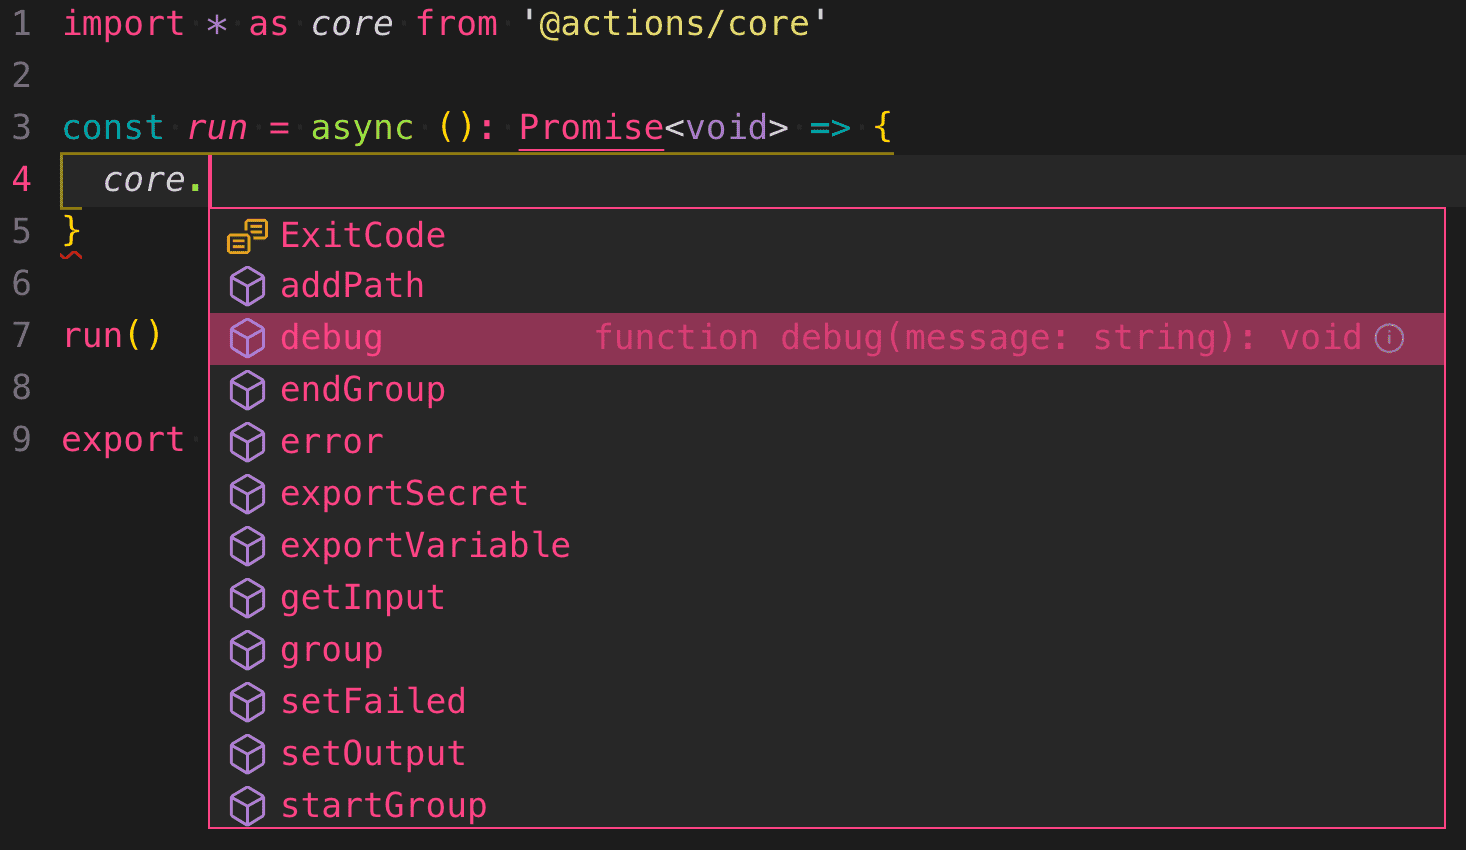 1 import * as core from '@actions/core'
2
3 const run = async (): Promise<void> => {
4 core.
5 }
ExitCode
6
addPath
7 run()
debug function debug(message: string): void
8
endGroup
9 export
error
exportSecret
exportVariable
getInput
group
setFailed
setOutput
startGroup